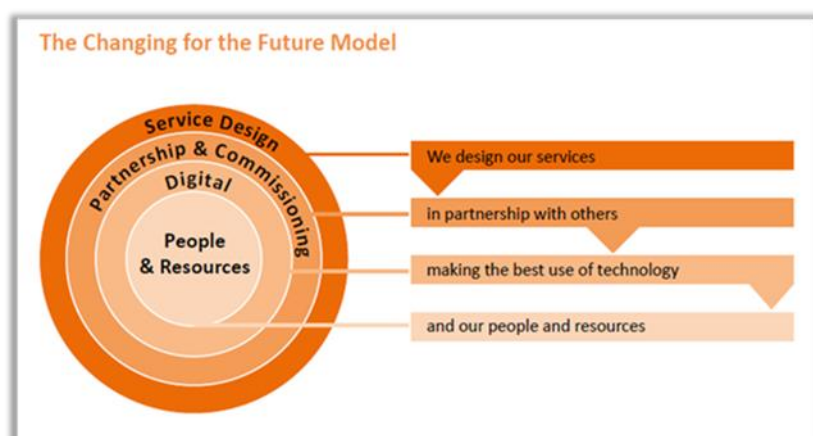 The Changing for the Future Model
Service Design
Partnership & Commissioning
Digital
People
& Resources
We design our services
in partnership with others
making the best use of technology
and our people and resources